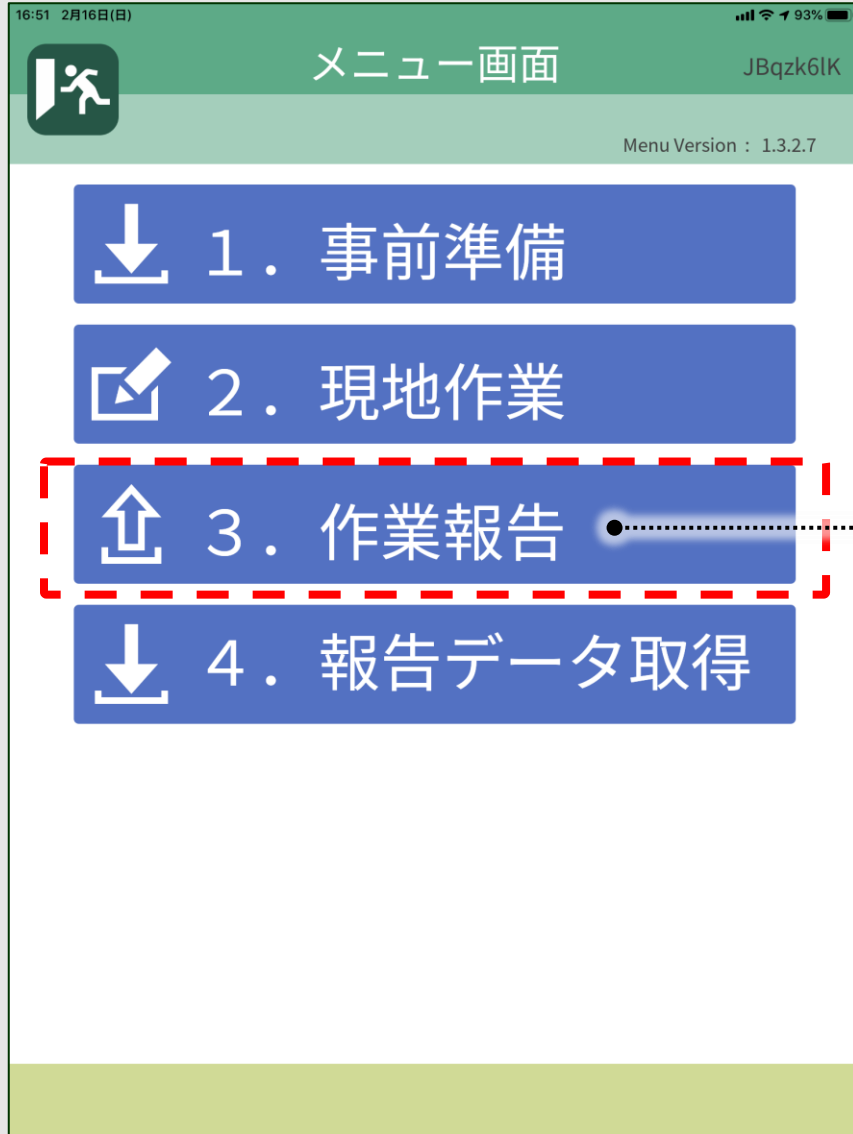 16:51 2月16日(日)
93%
メニュー画面
JBqzk6lK
Menu Version : 1.3.2.7
1. 事前準備
2. 現地作業
3. 作業報告
4. 報告データ取得